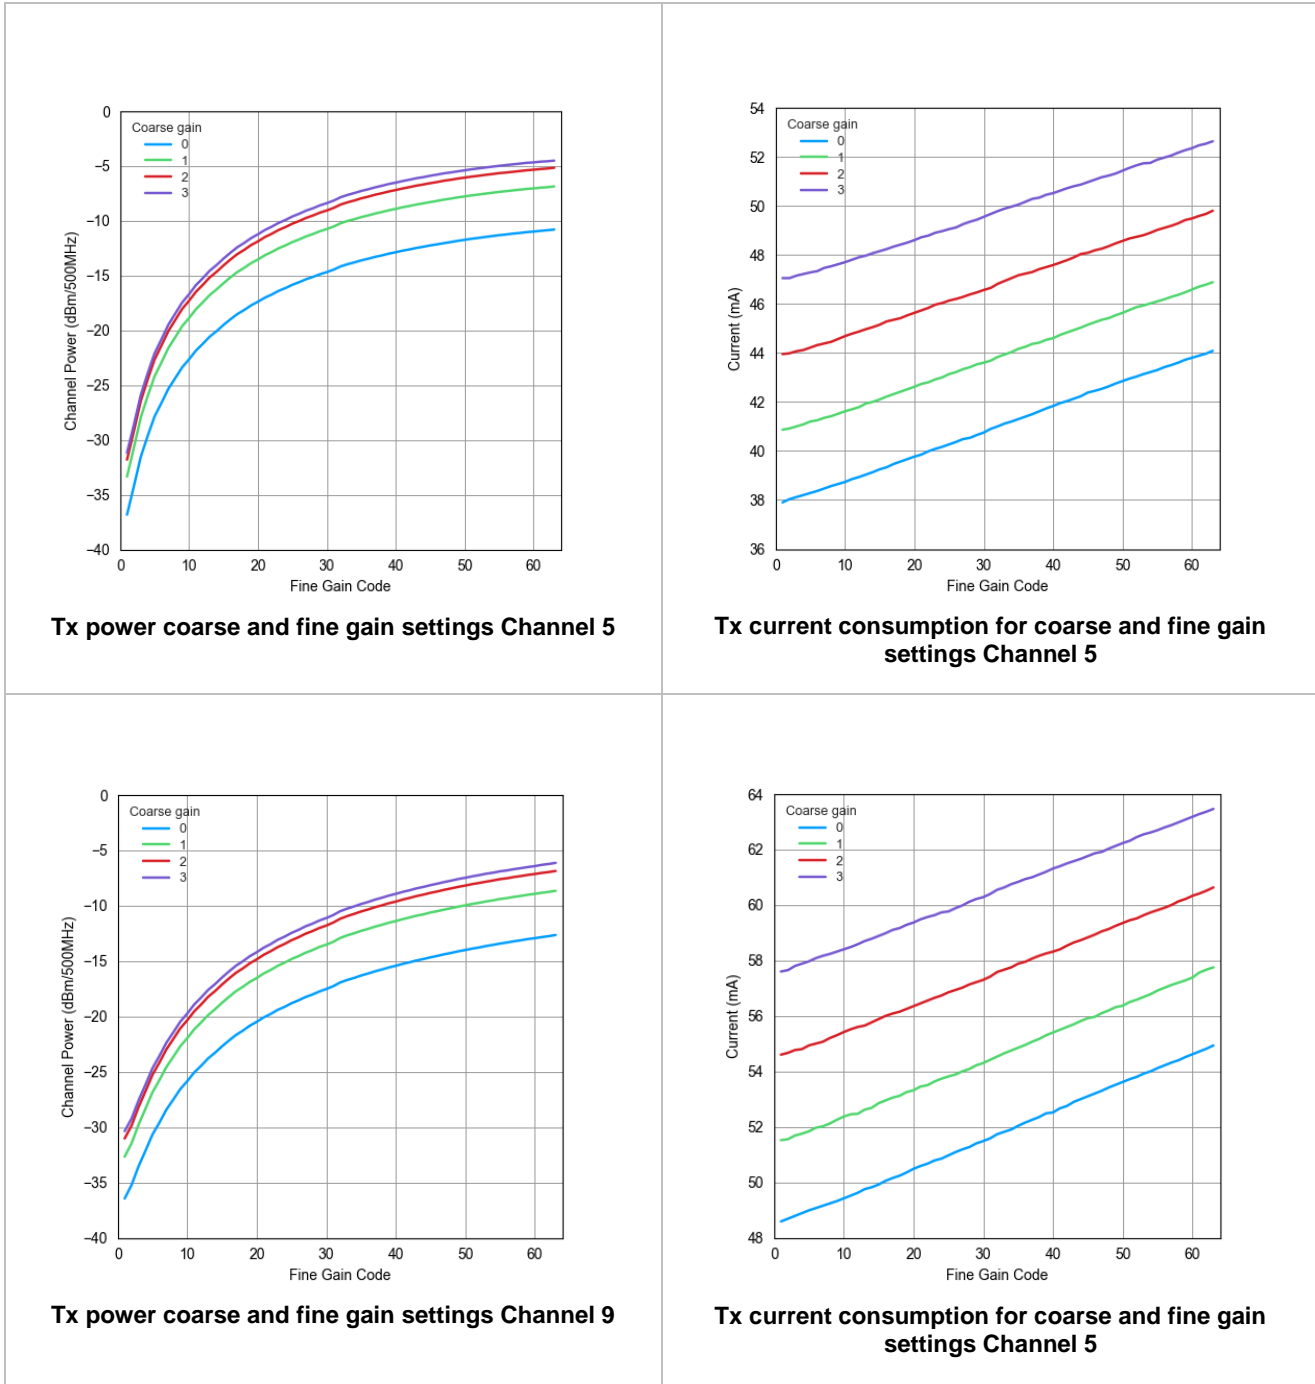 Coarse gain
0
1
2
3
0
−5
−10
−15
−20
−25
−30
−35
−40
Channel Power (dBm/500MHz)
0 10 20 30 40 50 60
Fine Gain Code
Tx power coarse and fine gain settings Channel 5
Coarse gain
0
1
2
3
54
52
50
48
46
44
42
40
38
36
Current (mA)
0 10 20 30 40 50 60
Fine Gain Code
Tx current consumption for coarse and fine gain
settings Channel 5
Coarse gain
0
1
2
3
0
−5
−10
−15
−20
−25
−30
−35
−40
Channel Power (dBm/500MHz)
0 10 20 30 40 50 60
Fine Gain Code
Tx power coarse and fine gain settings Channel 9
Coarse gain
0
1
2
3
64
62
60
58
56
54
52
50
48
Current (mA)
0 10 20 30 40 50 60
Fine Gain Code
Tx current consumption for coarse and fine gain
settings Channel 5